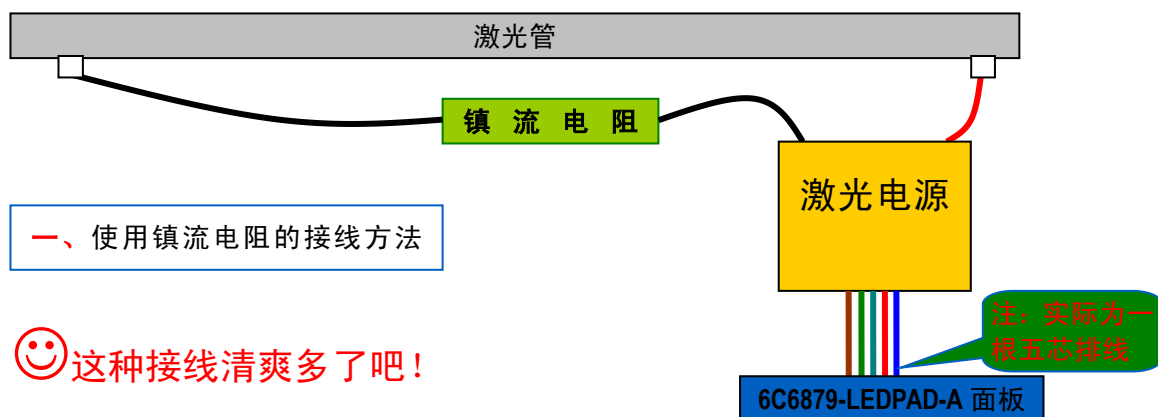 激光管
镇流电阻
激光电源
一、使用镇流电阻的接线方法
注：实际为一
根五芯排线
这种接线清爽多了吧！
6C6879-LEDPAD-A 面板